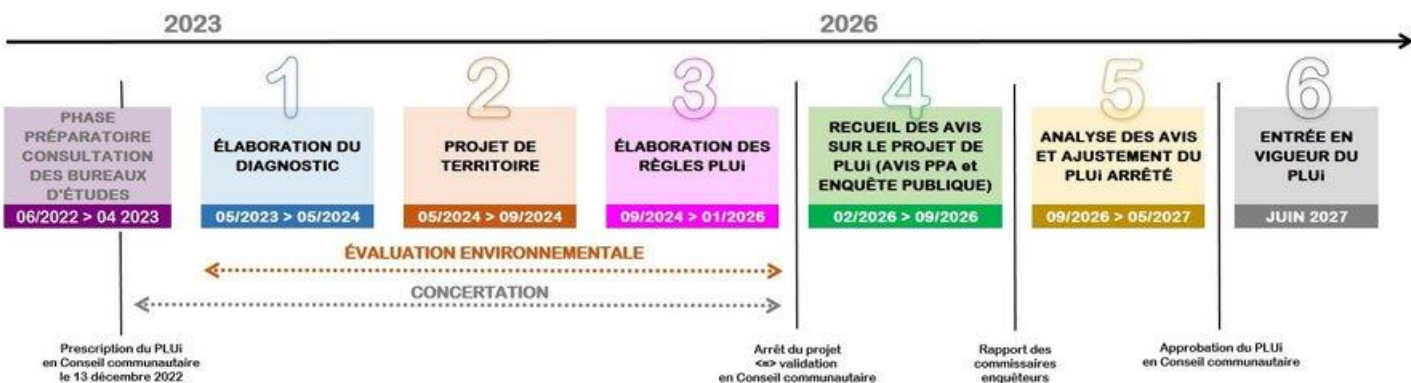 2023
2026
PHASE
PRÉPARATOIRE
CONSULTATION
DES BUREAUX
D'ÉTUDES
06/2022 > 04 2023
1
ÉLABORATION DU
DIAGNOSTIC
05/2023 > 05/2024
2
PROJET DE
TERRITOIRE
05/2024 > 09/2024
3
ÉLABORATION DES
RÈGLES PLUi
09/2024 > 01/2026
4
RECUEIL DES AVIS
SUR LE PROJET DE
PLUi (AVIS PPA et
ENQUÊTE PUBLIQUE)
02/2026 > 09/2026
5
ANALYSE DES AVIS
ET AJUSTEMENT DU
PLUi ARRÊTÉ
09/2026 > 05/2027
6
ENTRÉE EN
VIGUEUR DU
PLUi
JUIN 2027
ÉVALUATION ENVIRONNEMENTALE
CONCERTATION
Prescription du PLUi
en Conseil communautaire
le 13 décembre 2022
Arrêt du projet
<=> validation
en Conseil communautaire
Rapport des
commissaires
enquêteurs
Approbation du PLUi
en Conseil communautaire